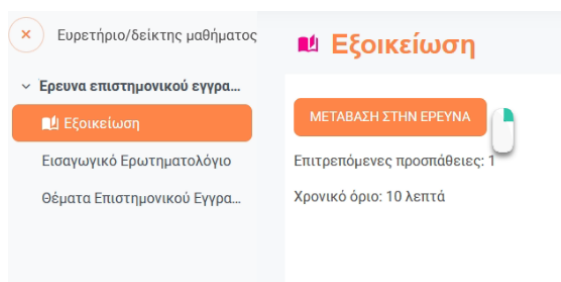 Ευρετήριο/δείκτης μαθήματος
Έρευνα επιστημονικού εγγρα...
Εξοικείωση
Εισαγωγικό Ερωτηματολόγιο
Θέματα Επιστημονικού Εγγρα...
Εξοικείωση
ΜΕΤΑΒΑΣΗ ΣΤΗΝ ΕΡΕΥΝΑ
Επιτρεπόμενες προσπάθειες: 1
Χρονικό όριο: 10 λεπτά